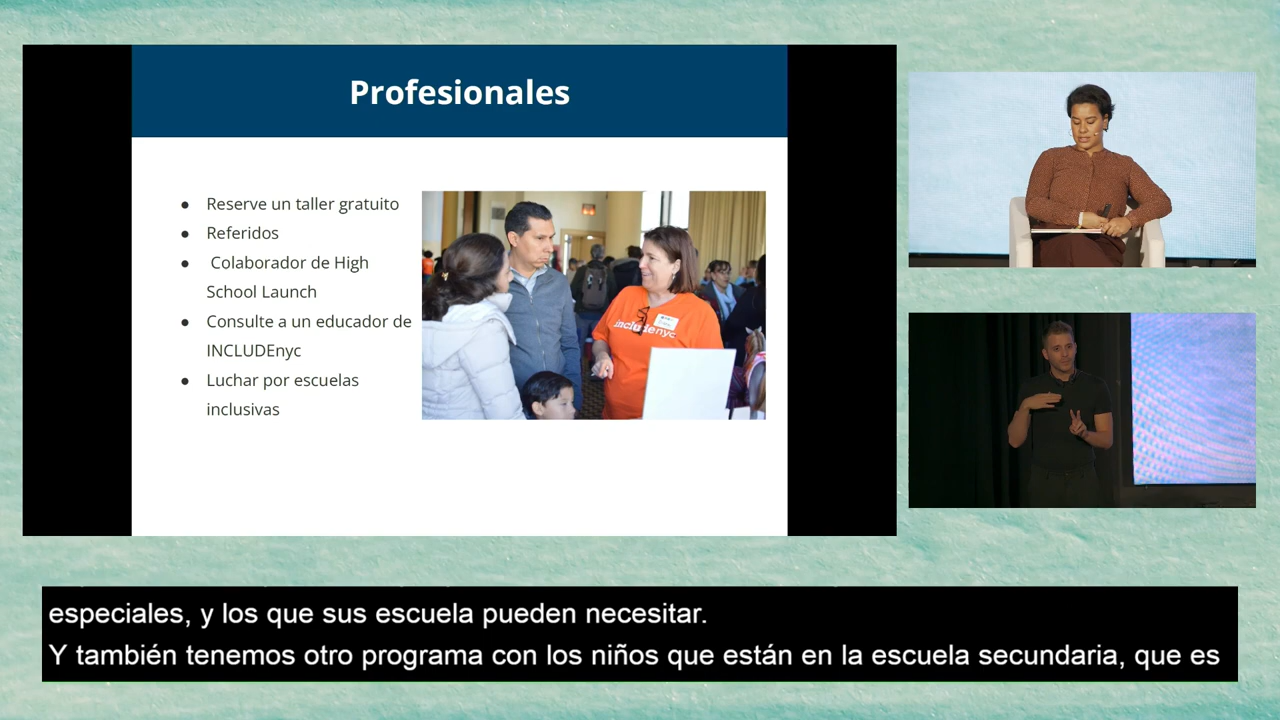 Profesionales
● Reserve un taller gratuito
● Referidos
● Colaborador de High
School Launch
● Consulte a un educador de
INCLUDEnyc
● Luchar por escuelas
inclusivas
includenyc
especiales, y los que sus escuela pueden necesitar.
Y también tenemos otro programa con los niños que están en la escuela secundaria, que es